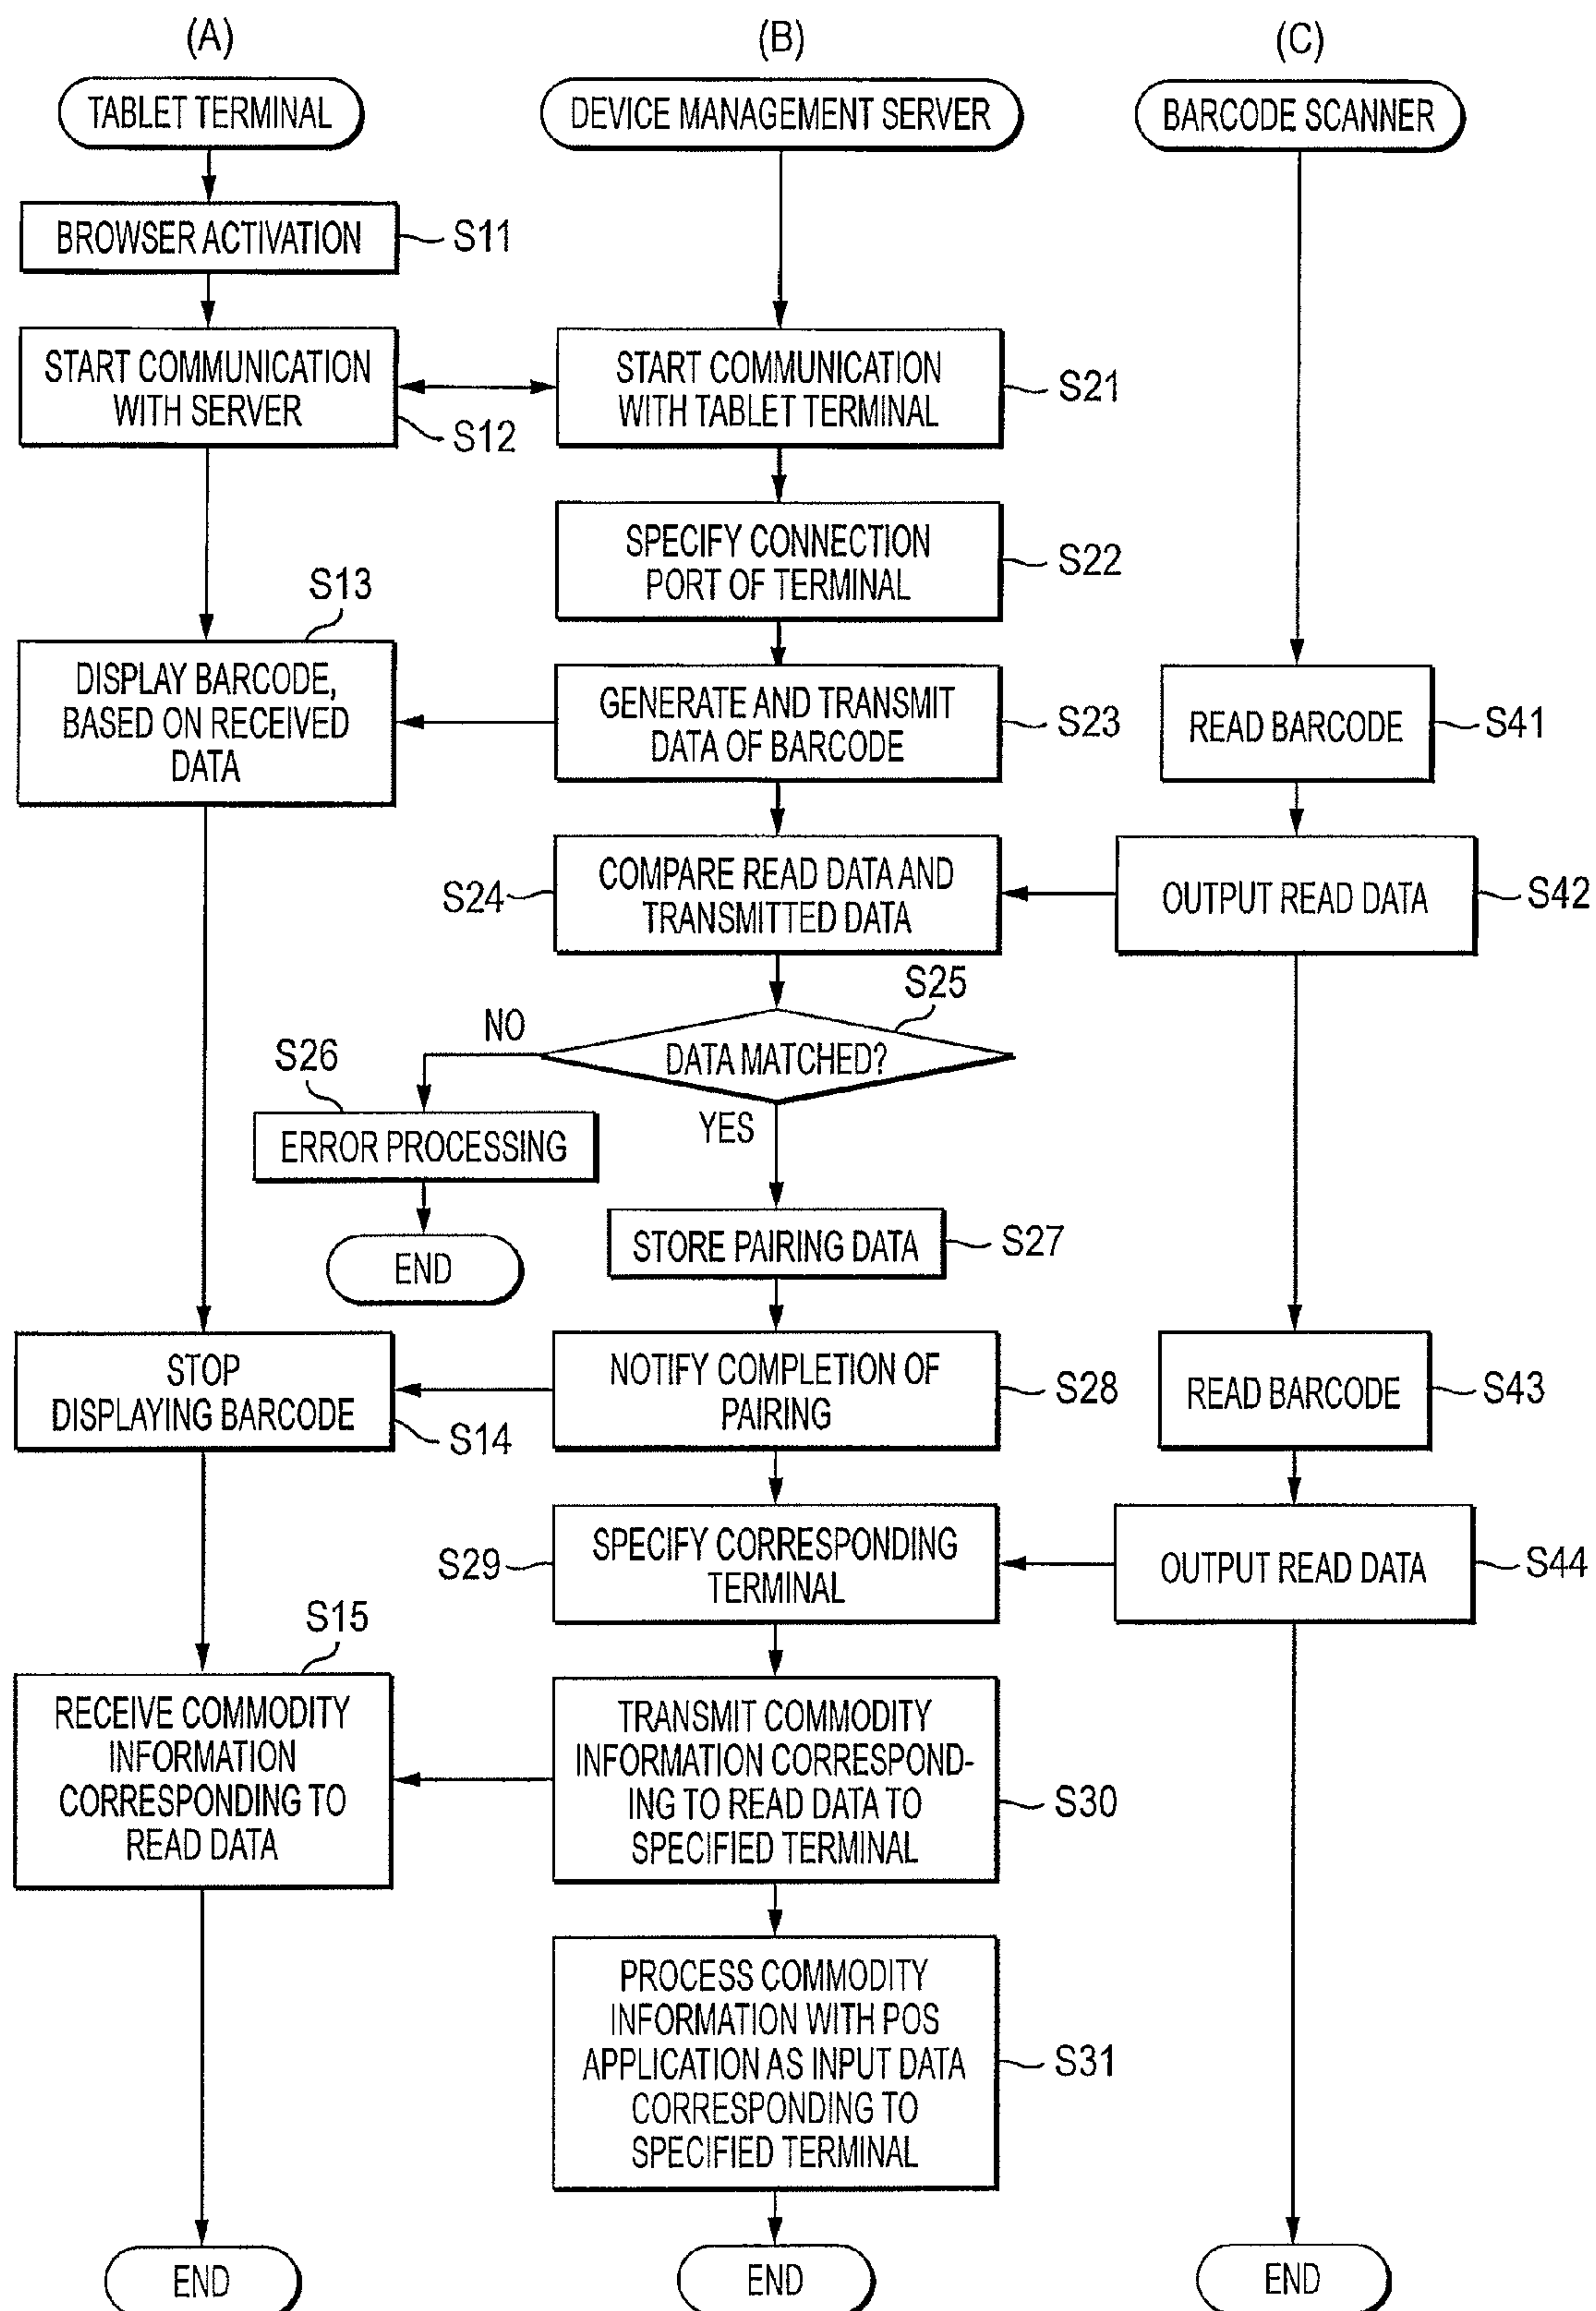 (A)
(B)
(C)
TABLET TERMINAL
DEVICE MANAGEMENT SERVER
BARCODE SCANNER
BROWSER ACTIVATION
S11
START COMMUNICATION
WITH SERVER
S12
START COMMUNICATION
WITH TABLET TERMINAL
S21
SPECIFY CONNECTION
PORT OF TERMINAL
S22
S13
DISPLAY BARCODE,
BASED ON RECEIVED
DATA
GENERATE AND TRANSMIT
DATA OF BARCODE
S23
READ BARCODE
S41
S24
COMPARE READ DATA AND
TRANSMITTED DATA
OUTPUT READ DATA
S42
S25
DATA MATCHED?
NO
YES
S26
ERROR PROCESSING
END
STORE PAIRING DATA
S27
STOP
DISPLAYING BARCODE
S14
NOTIFY COMPLETION OF
PAIRING
S28
READ BARCODE
S43
S29
SPECIFY CORRESPONDING
TERMINAL
OUTPUT READ DATA
S44
S15
RECEIVE COMMODITY
INFORMATION
CORRESPONDING TO
READ DATA
TRANSMIT COMMODITY
INFORMATION CORRESPOND-
ING TO READ DATA TO
SPECIFIED TERMINAL
S30
PROCESS COMMODITY
INFORMATION WITH POS
APPLICATION AS INPUT DATA
CORRESPONDING TO
SPECIFIED TERMINAL
S31
END
END
END